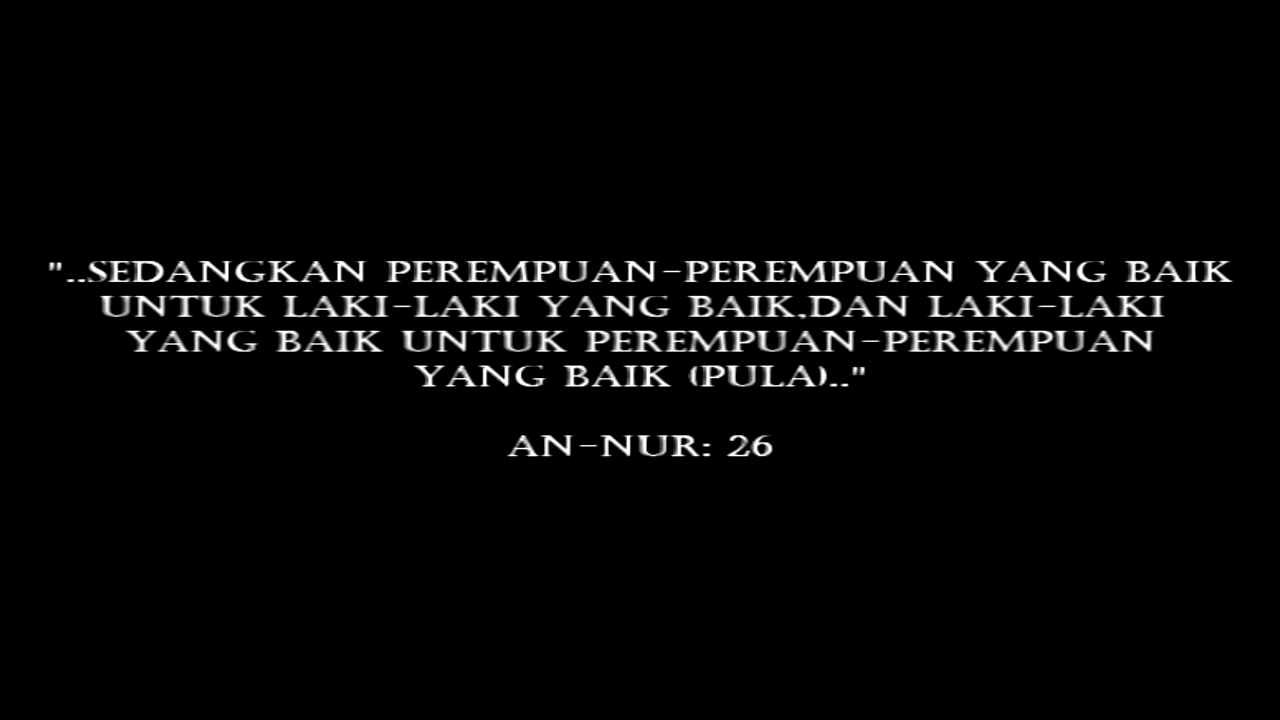 "..SEDANGKAN PEREMPUAN-PEREMPUAN YANG BAIK
UNTUK LAKI-LAKI YANG BAIK,DAN LAKI-LAKI
YANG BAIK UNTUK PEREMPUAN-PEREMPUAN
YANG BAIK (PULA).."
AN-NUR: 26